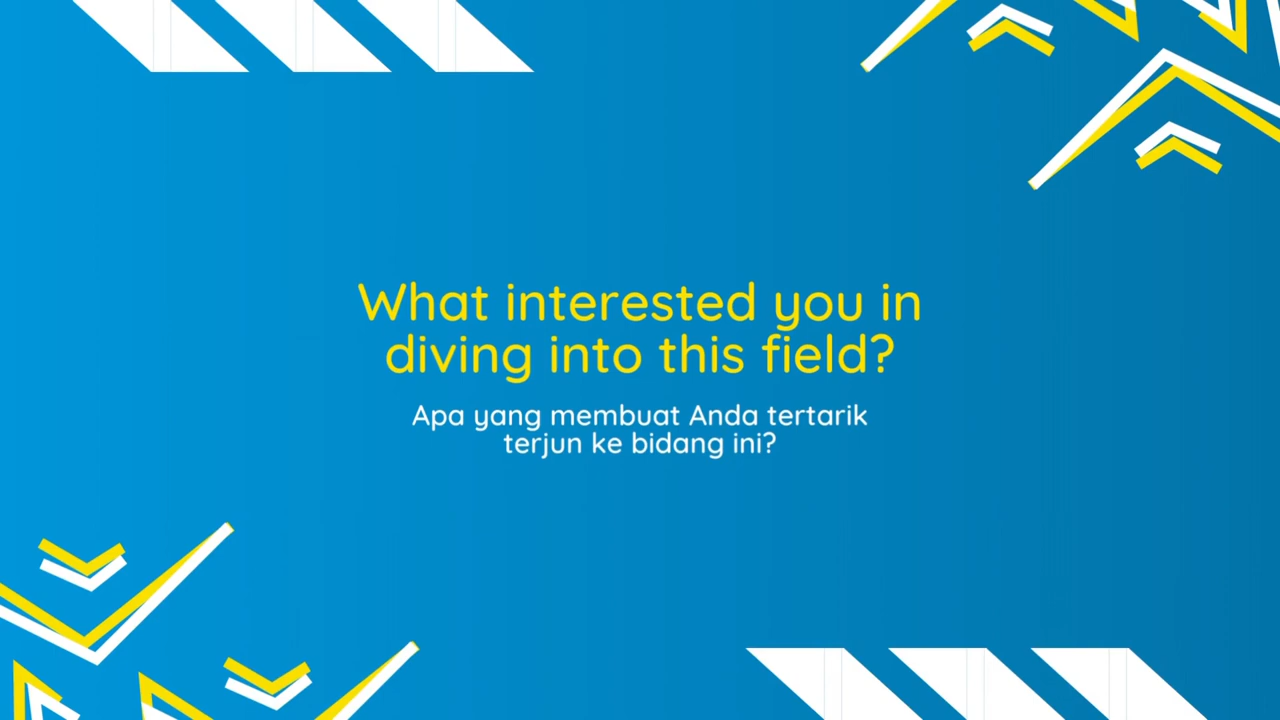 What interested you in
diving into this field?
Apa yang membuat Anda tertarik
terjun ke bidang ini?